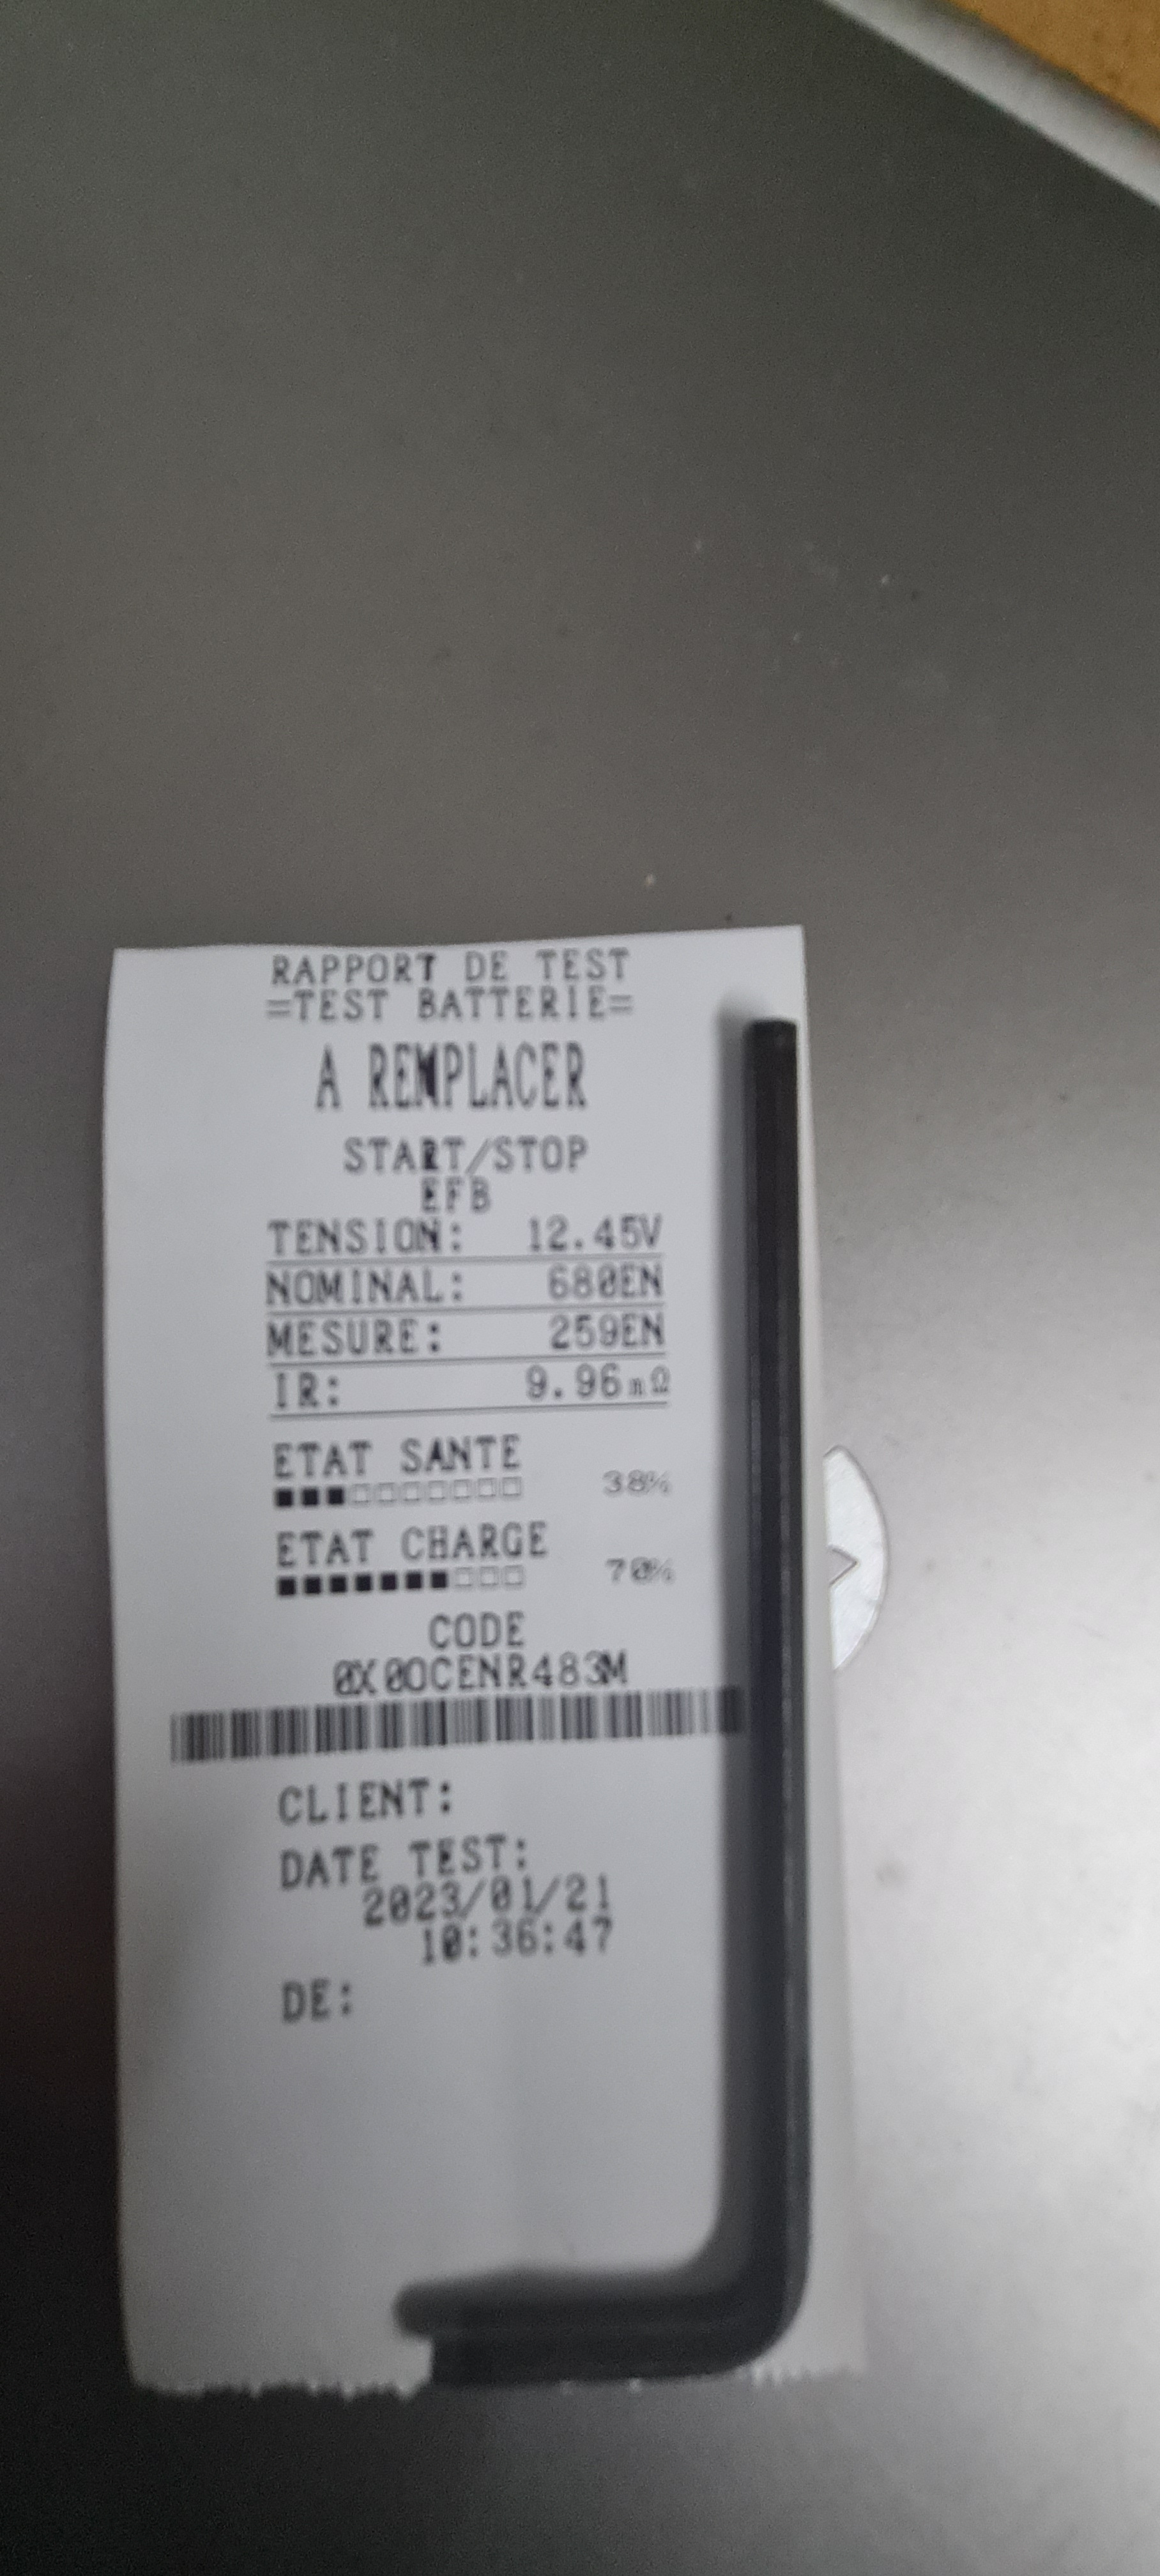 RAPPORT DE TEST
=TEST BATTERIE=
A REMPLACER
START/STOP
EFB
TENSION: 12.45V
NOMINAL: 680EN
MESURE: 259EN
IR: 9.96mΩ
ETAT SANTE
38%
ETAT CHARGE
70%
CODE
0X0OCENR483M
CLIENT:
DATE TEST:
2023/01/21
10:36:47
DE: